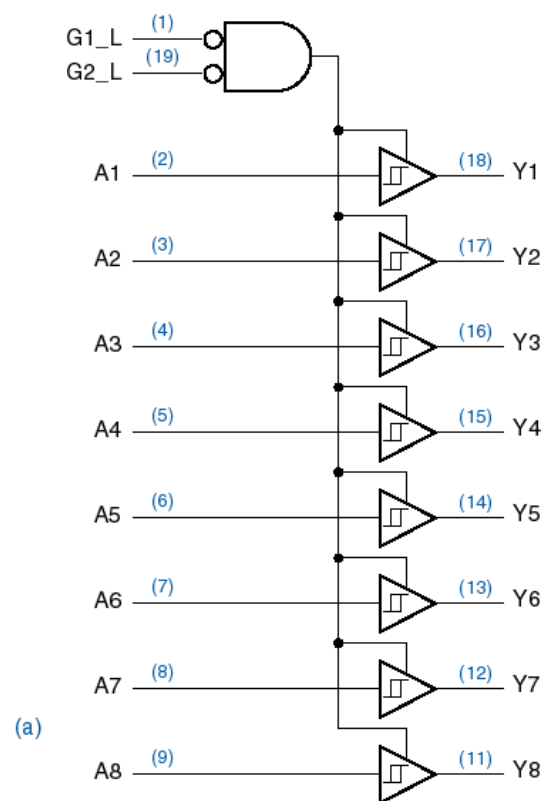 G1_L (1)
G2_L (19)
A1 (2) (18) Y1
A2 (3) (17) Y2
A3 (4) (16) Y3
A4 (5) (15) Y4
A5 (6) (14) Y5
A6 (7) (13) Y6
A7 (8) (12) Y7
(a)
A8 (9) (11) Y8